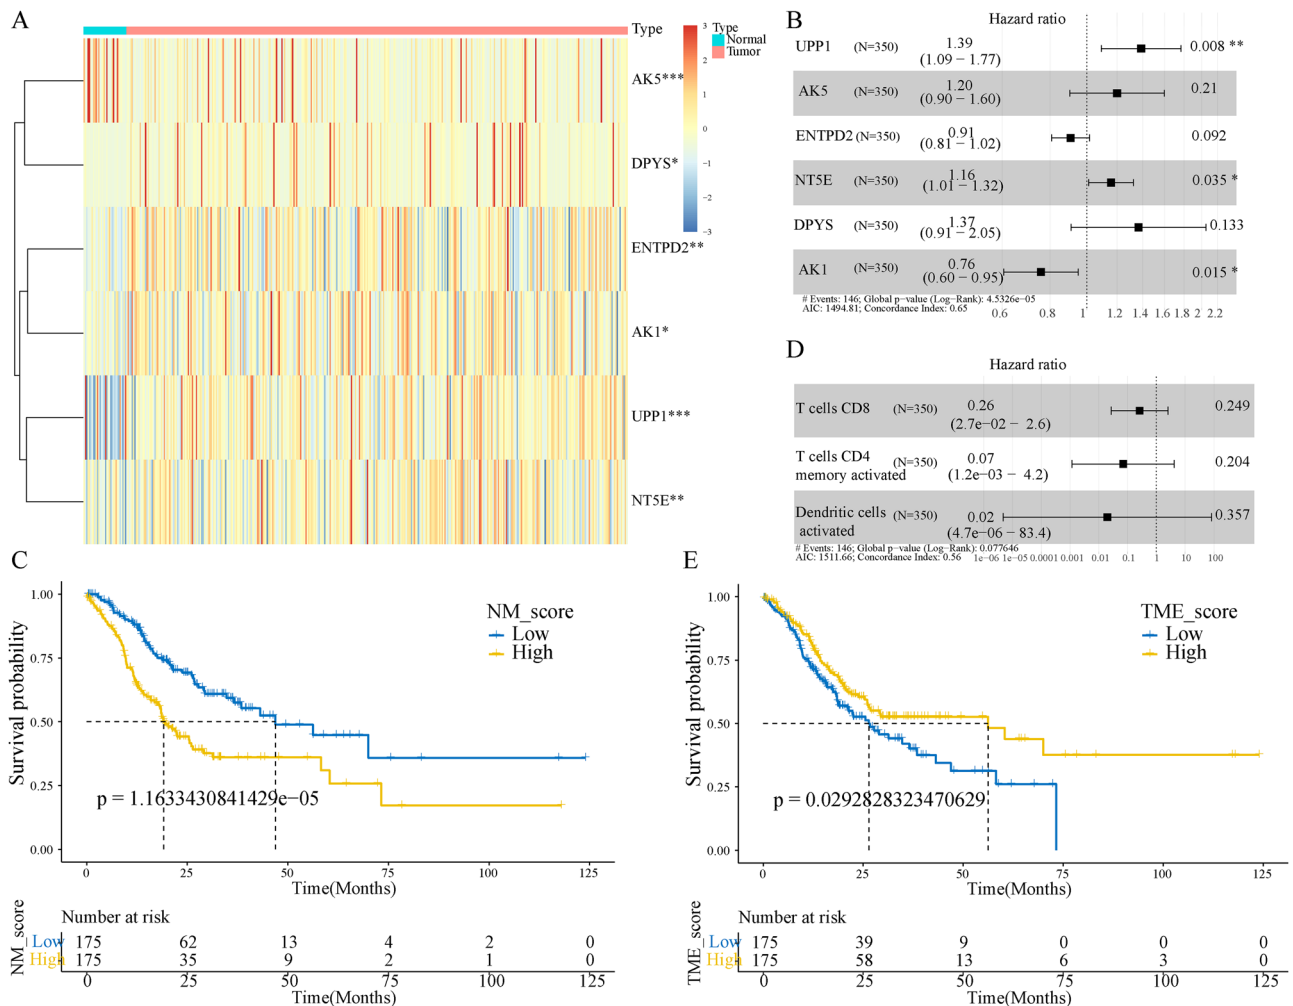 A
Type
3
2
1
0
−1
−2
−3
Type
Normal
Tumor
AK5***
DPYS*
ENTPD2**
AK1*
UPP1***
NT5E**
B
Hazard ratio
UPP1 (N=350) 1.39 (1.09 − 1.77) 0.008 **
AK5 (N=350) 1.20 (0.90 − 1.60) 0.21
ENTPD2 (N=350) 0.91 (0.81 − 1.02) 0.092
NT5E (N=350) 1.16 (1.01 − 1.32) 0.035 *
DPYS (N=350) 1.37 (0.91 − 2.05) 0.133
AK1 (N=350) 0.76 (0.60 − 0.95) 0.015 *
# Events: 146; Global p−value (Log−Rank): 4.5326e−05
AIC: 1494.81; Concordance Index: 0.65
0.6 0.8 1 1.2 1.4 1.6 1.8 2 2.2
D
Hazard ratio
T cells CD8 (N=350) 0.26 (2.7e−02 − 2.6) 0.249
T cells CD4 memory activated (N=350) 0.07 (1.2e−03 − 4.2) 0.204
Dendritic cells activated (N=350) 0.02 (4.7e−06 − 83.4) 0.357
# Events: 146; Global p−value (Log−Rank): 0.077646
AIC: 1511.66; Concordance Index: 0.56
1e−06 1e−05 0.0001 0.001 0.01 0.1 1 10 100
C
Survival probability
1.00
0.75
0.50
0.25
0.00
NM_score
Low
High
p = 1.1633430841429e−05
0 25 50 75 100 125
Time(Months)
Number at risk
NM_score
Low 175 62 13 4 2 0
High 175 35 9 2 1 0
0 25 50 75 100 125
Time(Months)
E
Survival probability
1.00
0.75
0.50
0.25
0.00
TME_score
Low
High
p = 0.0292828323470629
0 25 50 75 100 125
Time(Months)
Number at risk
TME_score
Low 175 39 9 0 0 0
High 175 58 13 6 3 0
0 25 50 75 100 125
Time(Months)